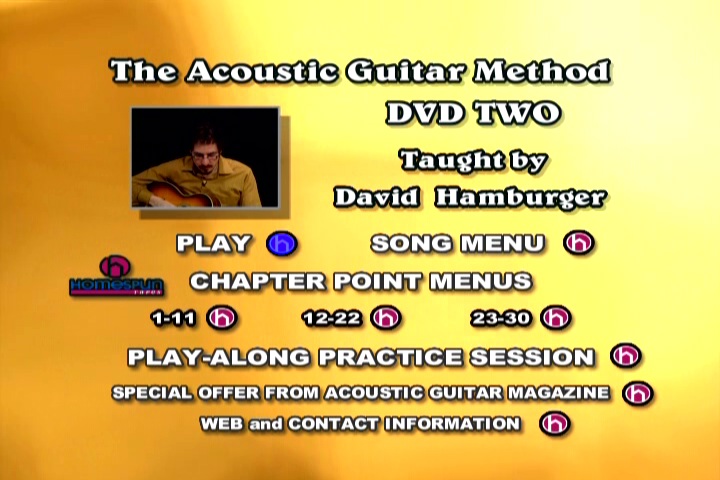 The Acoustic Guitar Method
DVD TWO
Taught by
David Hamburger
PLAY h SONG MENU h
h
HOMESPUN
TAPES
CHAPTER POINT MENUS
1-11 h 12-22 h 23-30 h
PLAY-ALONG PRACTICE SESSION h
SPECIAL OFFER FROM ACOUSTIC GUITAR MAGAZINE h
WEB and CONTACT INFORMATION h